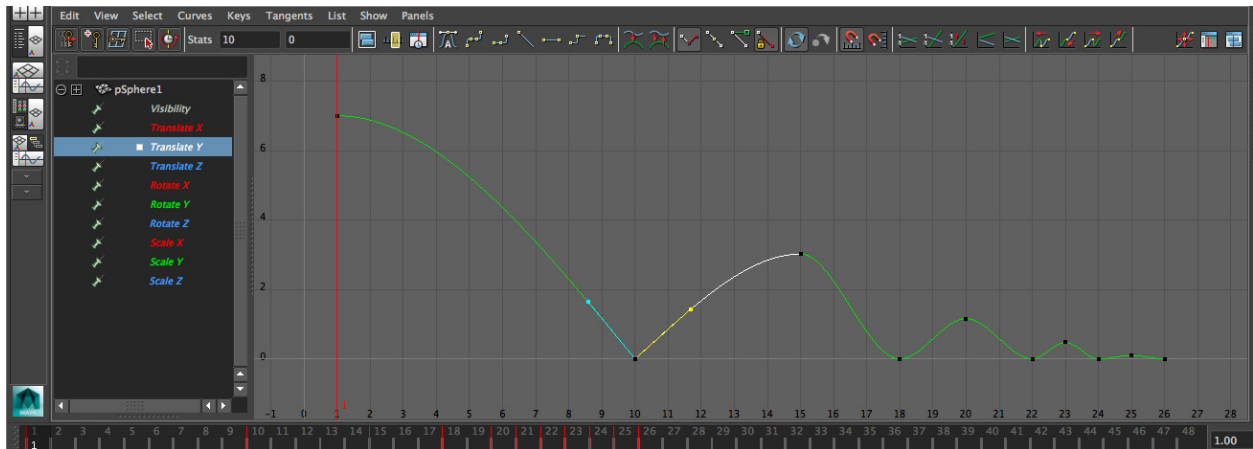 Edit View Select Curves Keys Tangents List Show Panels
Stats 10 0
pSphere1
Visibility
Translate X
Translate Y
Translate Z
Rotate X
Rotate Y
Rotate Z
Scale X
Scale Y
Scale Z
8
6
4
2
0
-1 0 1 2 3 4 5 6 7 8 9 10 11 12 13 14 15 16 17 18 19 20 21 22 23 24 25 26 27 28
1 2 3 4 5 6 7 8 9 10 11 12 13 14 15 16 17 18 19 20 21 22 23 24 25 26 27 28 29 30 31 32 33 34 35 36 37 38 39 40 41 42 43 44 45 46 47 48
1
1.00